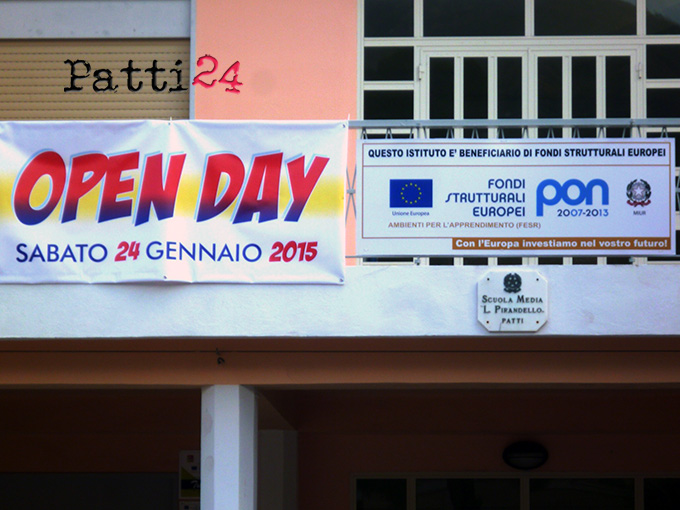 Patti24
OPEN DAY
SABATO 24 GENNAIO 2015
QUESTO ISTITUTO E' BENEFICIARIO DI FONDI STRUTTURALI EUROPEI
Unione Europea
FONDI
STRUTTURALI
EUROPEI
pon
2007-2013
MIUR
AMBIENTI PER L'APPRENDIMENTO (FESR)
Con l'Europa investiamo nel vostro futuro!
SCUOLA MEDIA
"L. PIRANDELLO"
PATTI